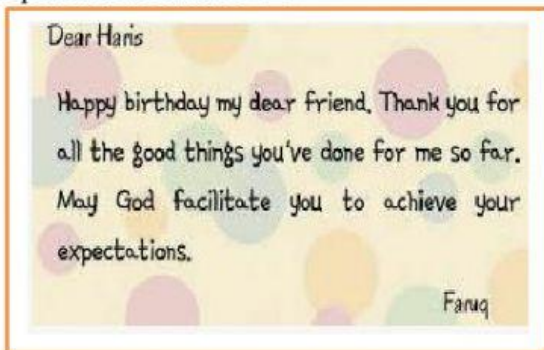 Dear Haris
Happy birthday my dear friend. Thank you for
all the good things you've done for me so far.
May God facilitate you to achieve your
expectations.
Faruq